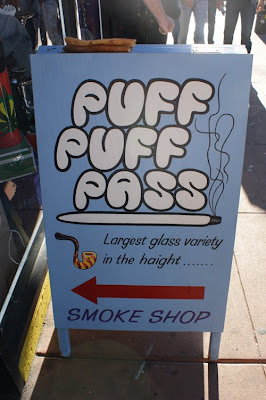 PUFF
PUFF
PASS
Largest glass variety
in the haight.......
SMOKE SHOP